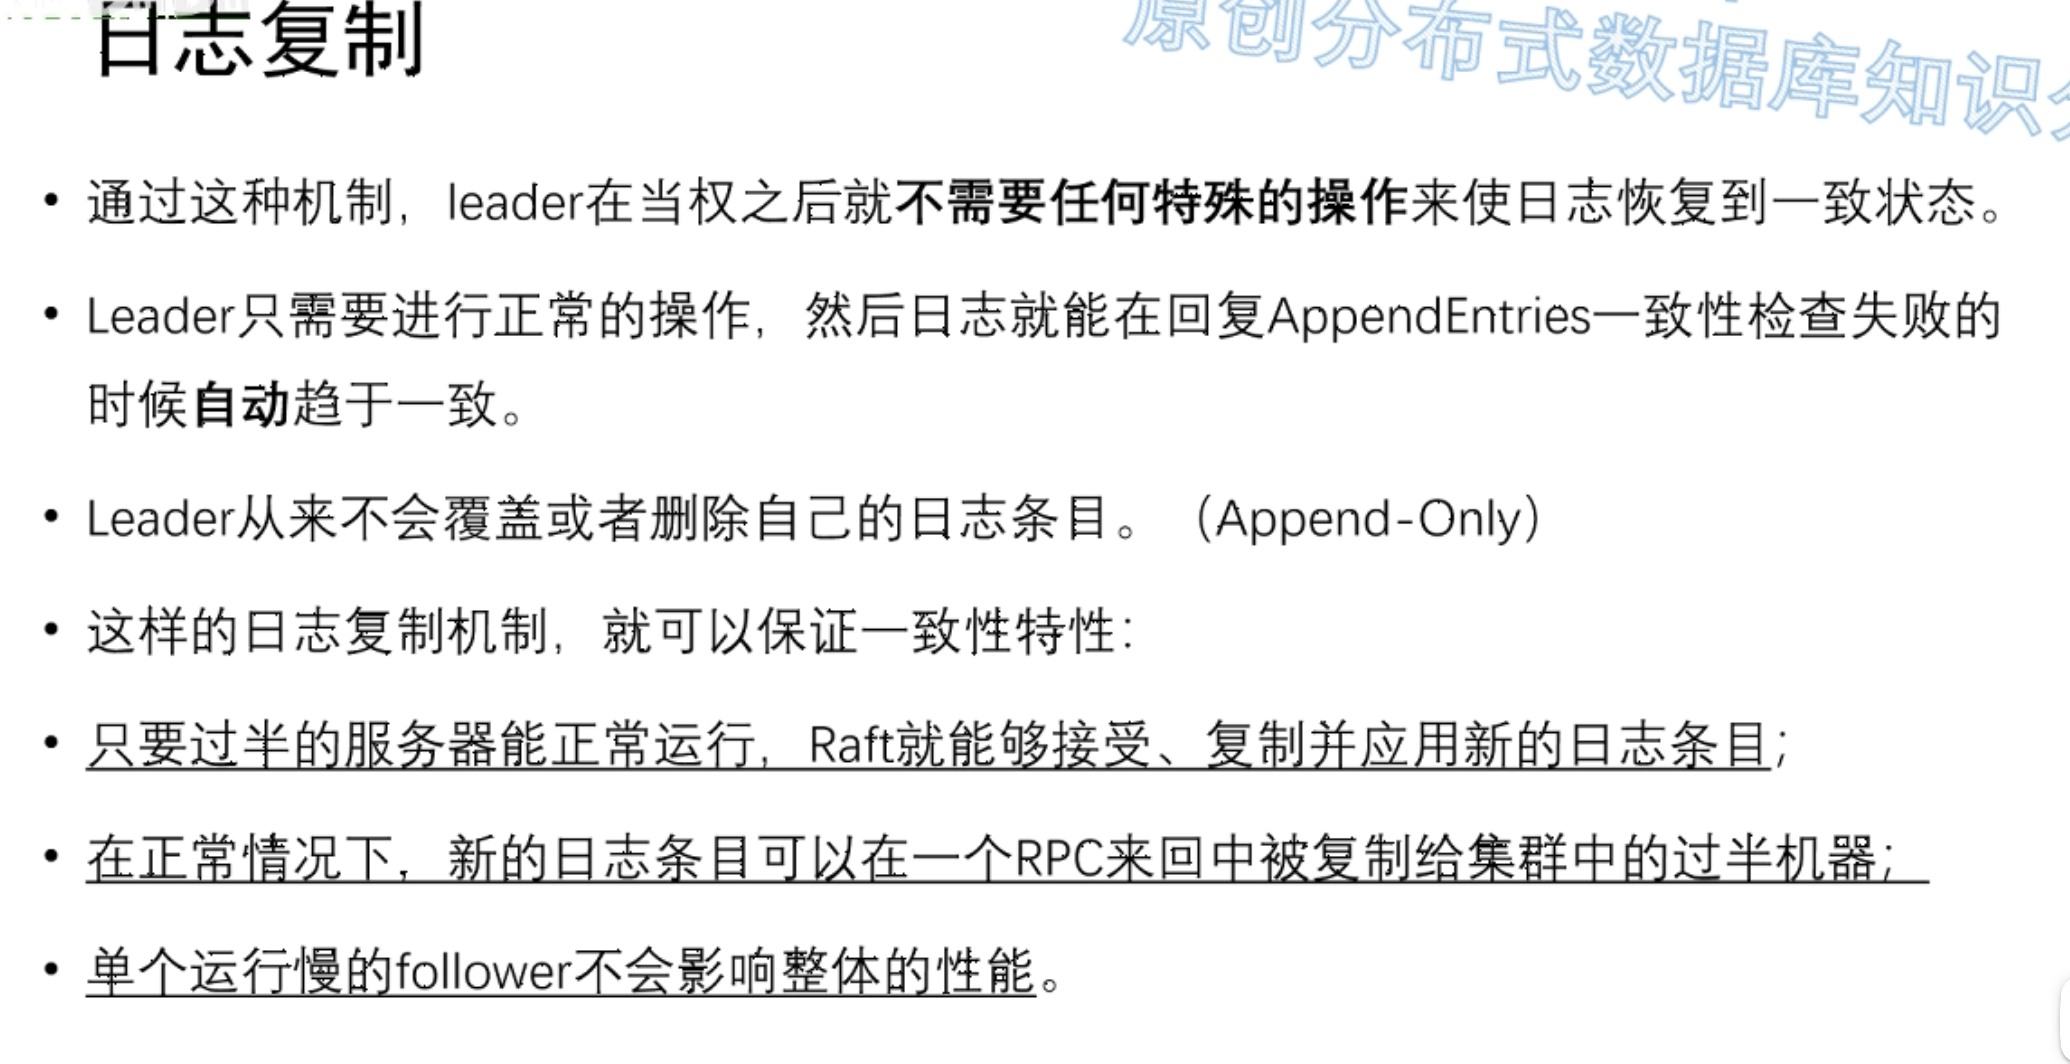 日志复制
原创分布式数据库知识
• 通过这种机制，leader在当权之后就不需要任何特殊的操作来使日志恢复到一致状态。
• Leader只需要进行正常的操作，然后日志就能在回复AppendEntries一致性检查失败的
时候自动趋于一致。
• Leader从来不会覆盖或者删除自己的日志条目。（Append-Only）
• 这样的日志复制机制，就可以保证一致性特性：
• 只要过半的服务器能正常运行，Raft就能够接受、复制并应用新的日志条目；
• 在正常情况下，新的日志条目可以在一个RPC来回中被复制给集群中的过半机器；
• 单个运行慢的follower不会影响整体的性能。